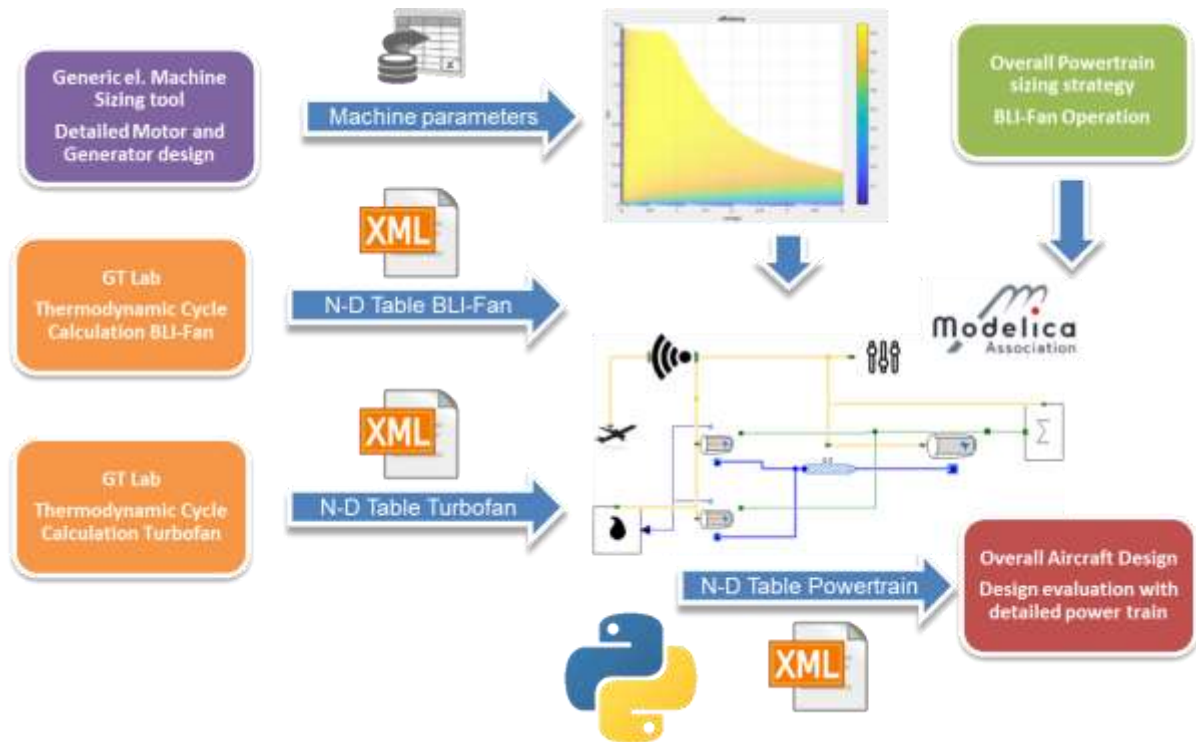 Generic el. Machine
Sizing tool
Detailed Motor and
Generator design
Machine parameters
efficiency
Overall Powertrain
sizing strategy
BLI-Fan Operation
GT Lab
Thermodynamic Cycle
Calculation BLI-Fan
XML
N-D Table BLI-Fan
Modelica
Association
GT Lab
Thermodynamic Cycle
Calculation Turbofan
XML
N-D Table Turbofan
Σ
N-D Table Powertrain
XML
Overall Aircraft Design
Design evaluation with
detailed power train